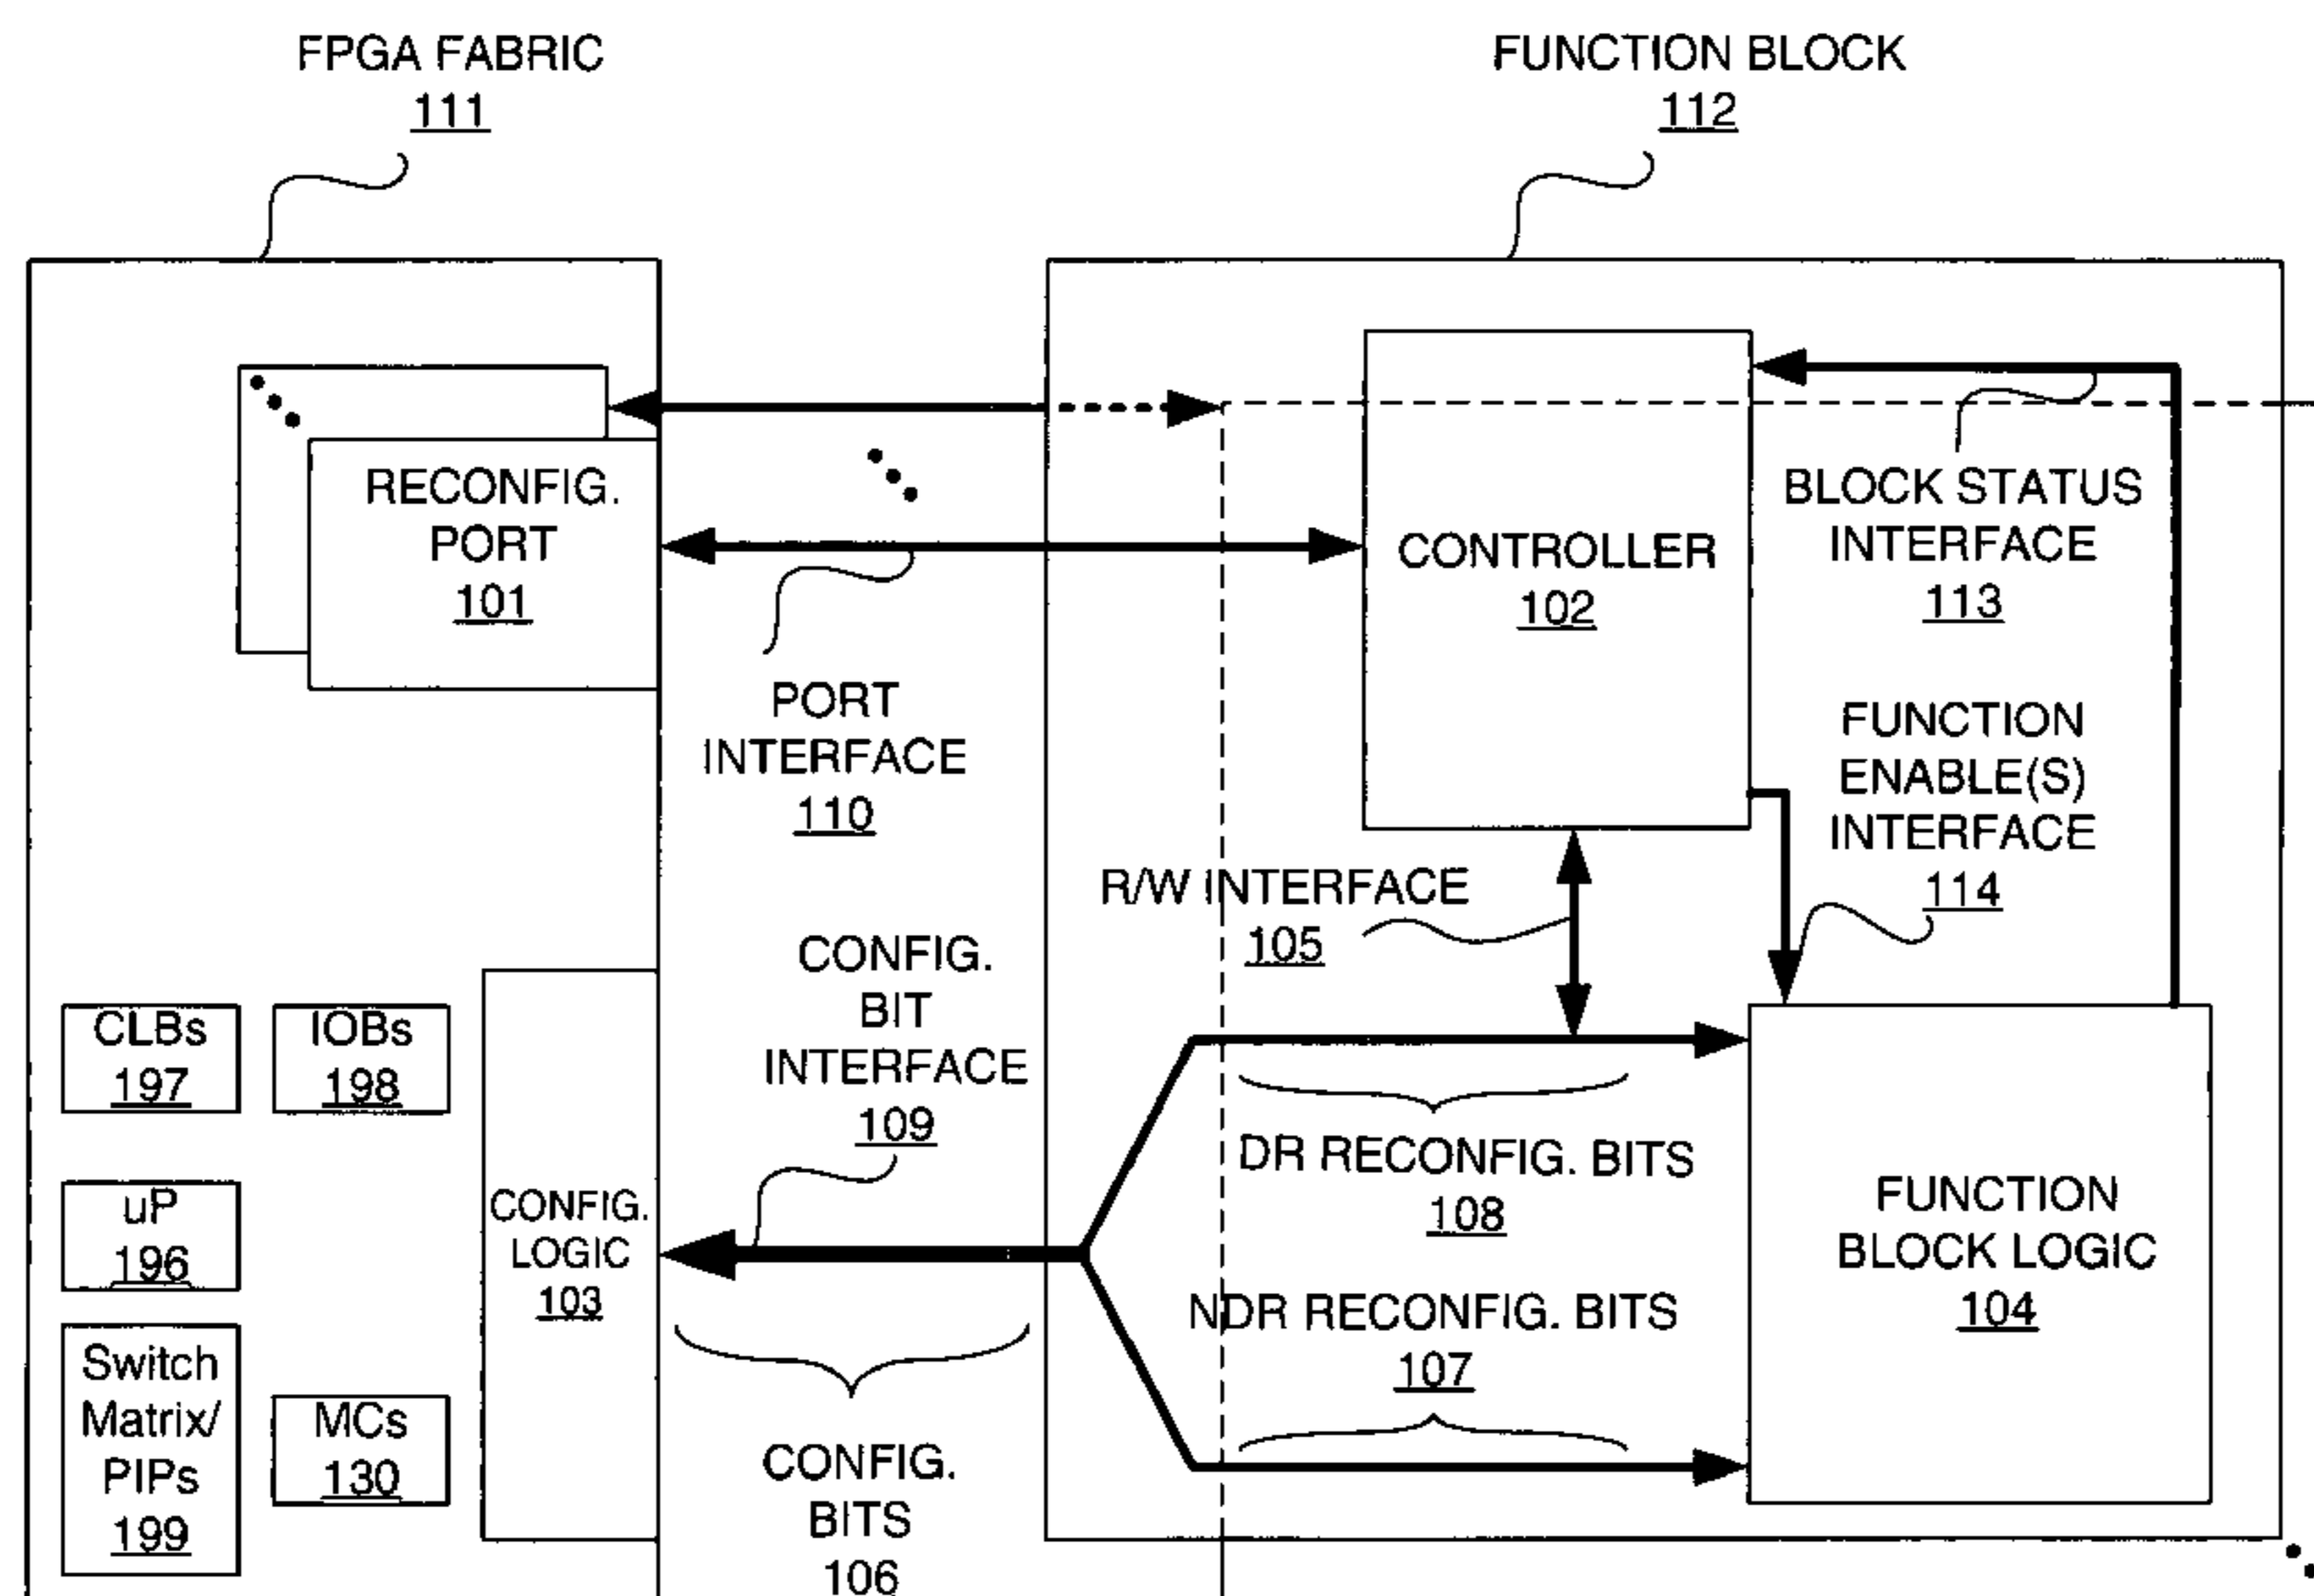 FPGA FABRIC
111
FUNCTION BLOCK
112
RECONFIG.
PORT
101
CONTROLLER
102
BLOCK STATUS
INTERFACE
113
PORT
INTERFACE
110
FUNCTION
ENABLE(S)
INTERFACE
114
R/W INTERFACE
105
CONFIG.
BIT
INTERFACE
109
CLBs
197
IOBs
198
uP
196
Switch
Matrix/
PIPs
199
MCs
130
CONFIG.
LOGIC
103
DR RECONFIG. BITS
108
NDR RECONFIG. BITS
107
FUNCTION
BLOCK LOGIC
104
CONFIG.
BITS
106